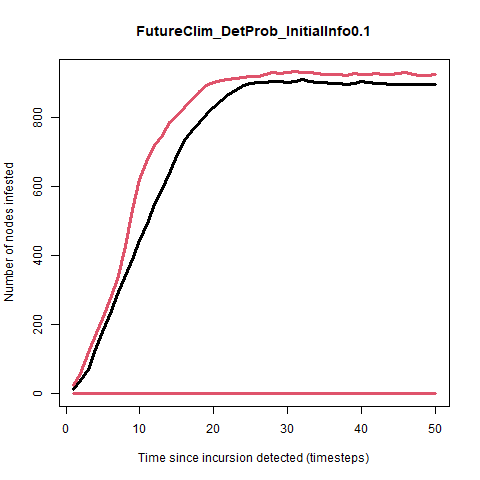 FutureClim_DetProb_InitialInfo0.1
Number of nodes infested
800
600
400
200
0
0 10 20 30 40 50
Time since incursion detected (timesteps)